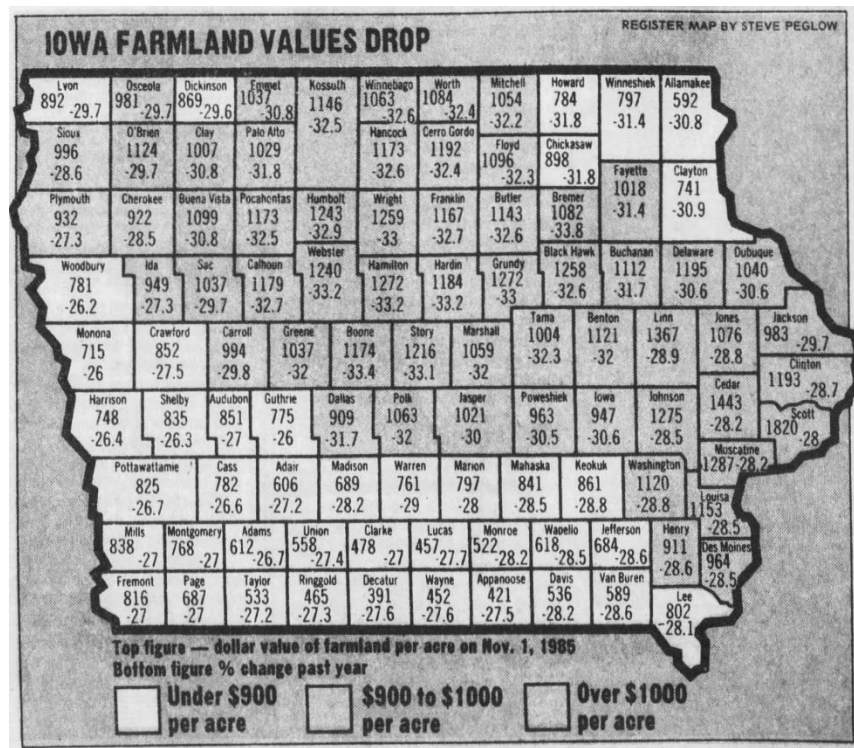 REGISTER MAP BY STEVE PEGLOW
IOWA FARMLAND VALUES DROP
Lyon
892
-29.7
Osceola
981
-29.7
Dickinson
869
-29.6
Emmet
1037
-30.8
Kossuth
1146
-32.5
Winnebago
1063
-32.6
Worth
1084
-32.4
Mitchell
1054
-32.2
Howard
784
-31.8
Winneshiek
797
-31.4
Allamakee
592
-30.8
Sioux
996
-28.6
O'Brien
1124
-29.7
Clay
1007
-30.8
Palo Alto
1029
-31.8
Hancock
1173
-32.6
Cerro Gordo
1192
-32.4
Floyd
1096
-32.3
Chickasaw
898
-31.8
Fayette
1018
-31.4
Clayton
741
-30.9
Plymouth
932
-27.3
Cherokee
922
-28.5
Buena Vista
1099
-30.8
Pocahontas
1173
-32.5
Humbolt
1243
-32.9
Wright
1259
-33
Franklin
1167
-32.7
Butler
1143
-32.6
Bremer
1082
-33.8
Woodbury
781
-26.2
Ida
949
-27.3
Sac
1037
-29.7
Calhoun
1179
-32.7
Webster
1240
-33.2
Hamilton
1272
-33.2
Hardin
1184
-33.2
Grundy
1272
-33
Black Hawk
1258
-32.6
Buchanan
1112
-31.7
Delaware
1195
-30.6
Dubuque
1040
-30.6
Monona
715
-26
Crawford
852
-27.5
Carroll
994
-29.8
Greene
1037
-32
Boone
1174
-33.4
Story
1216
-33.1
Marshall
1059
-32
Tama
1004
-32.3
Benton
1121
-32
Linn
1367
-28.9
Jones
1076
-28.8
Jackson
983
-29.7
Clinton
1193
-28.7
Harrison
748
-26.4
Shelby
835
-26.3
Audubon
851
-27
Guthrie
775
-26
Dallas
909
-31.7
Polk
1063
-32
Jasper
1021
-30
Poweshiek
963
-30.5
Iowa
947
-30.6
Johnson
1275
-28.5
Cedar
1443
-28.2
Scott
1820
-28
Muscatine
1287 -28.2
Pottawattamie
825
-26.7
Cass
782
-26.6
Adair
606
-27.2
Madison
689
-28.2
Warren
761
-29
Marion
797
-28
Mahaska
841
-28.5
Keokuk
861
-28.8
Washington
1120
-28.8
Louisa
1153
-28.5
Mills
838
-27
Montgomery
768
-27
Adams
612
-26.7
Union
558
-27.4
Clarke
478
-27
Lucas
457
-27.7
Monroe
522
-28.2
Wapello
618
-28.5
Jefferson
684
-28.6
Henry
911
-28.6
Des Moines
964
-28.5
Fremont
816
-27
Page
687
-27
Taylor
533
-27.2
Ringgold
465
-27.3
Decatur
391
-27.6
Wayne
452
-27.6
Appanoose
421
-27.5
Davis
536
-28.2
Van Buren
589
-28.6
Lee
802
-28.1
Top figure — dollar value of farmland per acre on Nov. 1, 1985
Bottom figure % change past year
Under $900
per acre
$900 to $1000
per acre
Over $1000
per acre